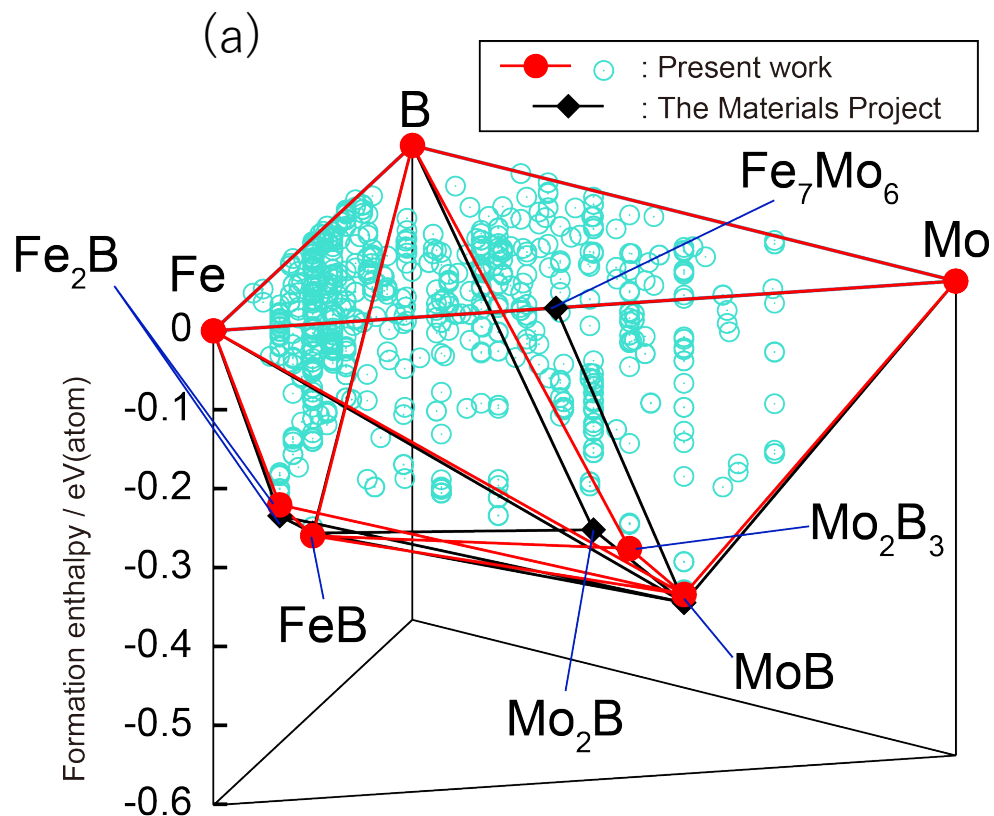 (a)
: Present work
: The Materials Project
B
Fe₇Mo₆
Mo
Fe₂B
Fe
0
-0.1
-0.2
-0.3
-0.4
-0.5
-0.6
Formation enthalpy / eV(atom)
Mo₂B₃
FeB
MoB
Mo₂B